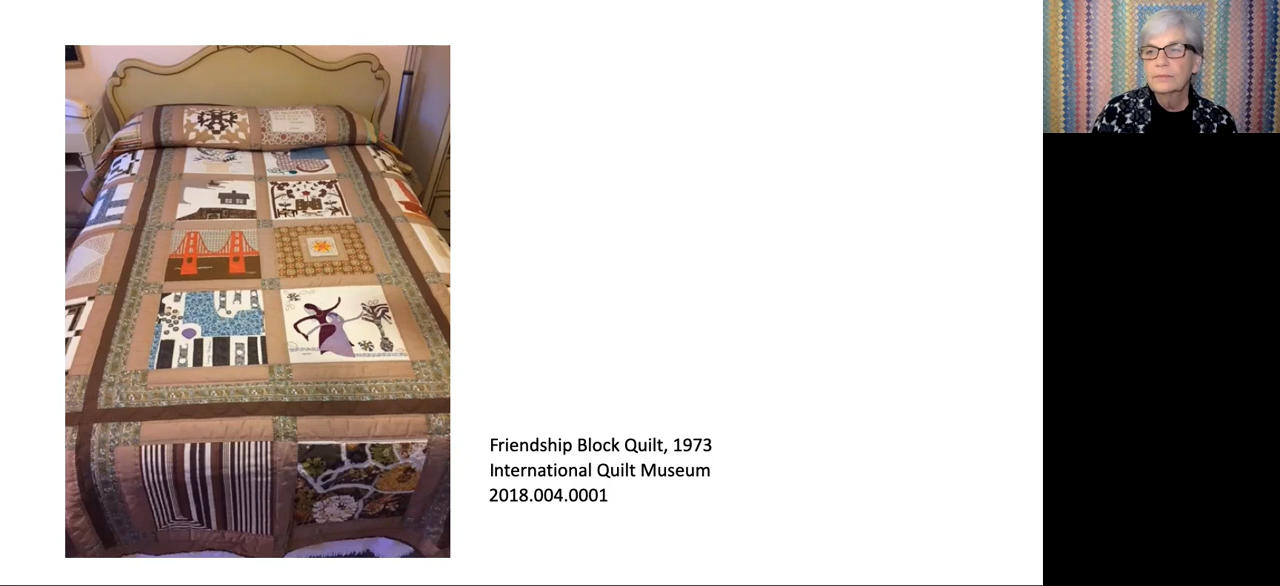 Friendship Block Quilt, 1973
International Quilt Museum
2018.004.0001